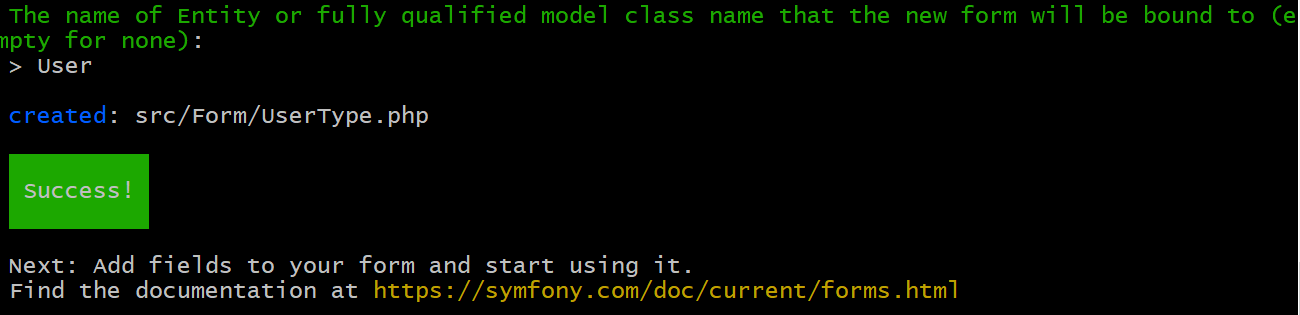 The name of Entity or fully qualified model class name that the new form will be bound to (e
mpty for none):
> User
created: src/Form/UserType.php
Success!
Next: Add fields to your form and start using it.
Find the documentation at https://symfony.com/doc/current/forms.html